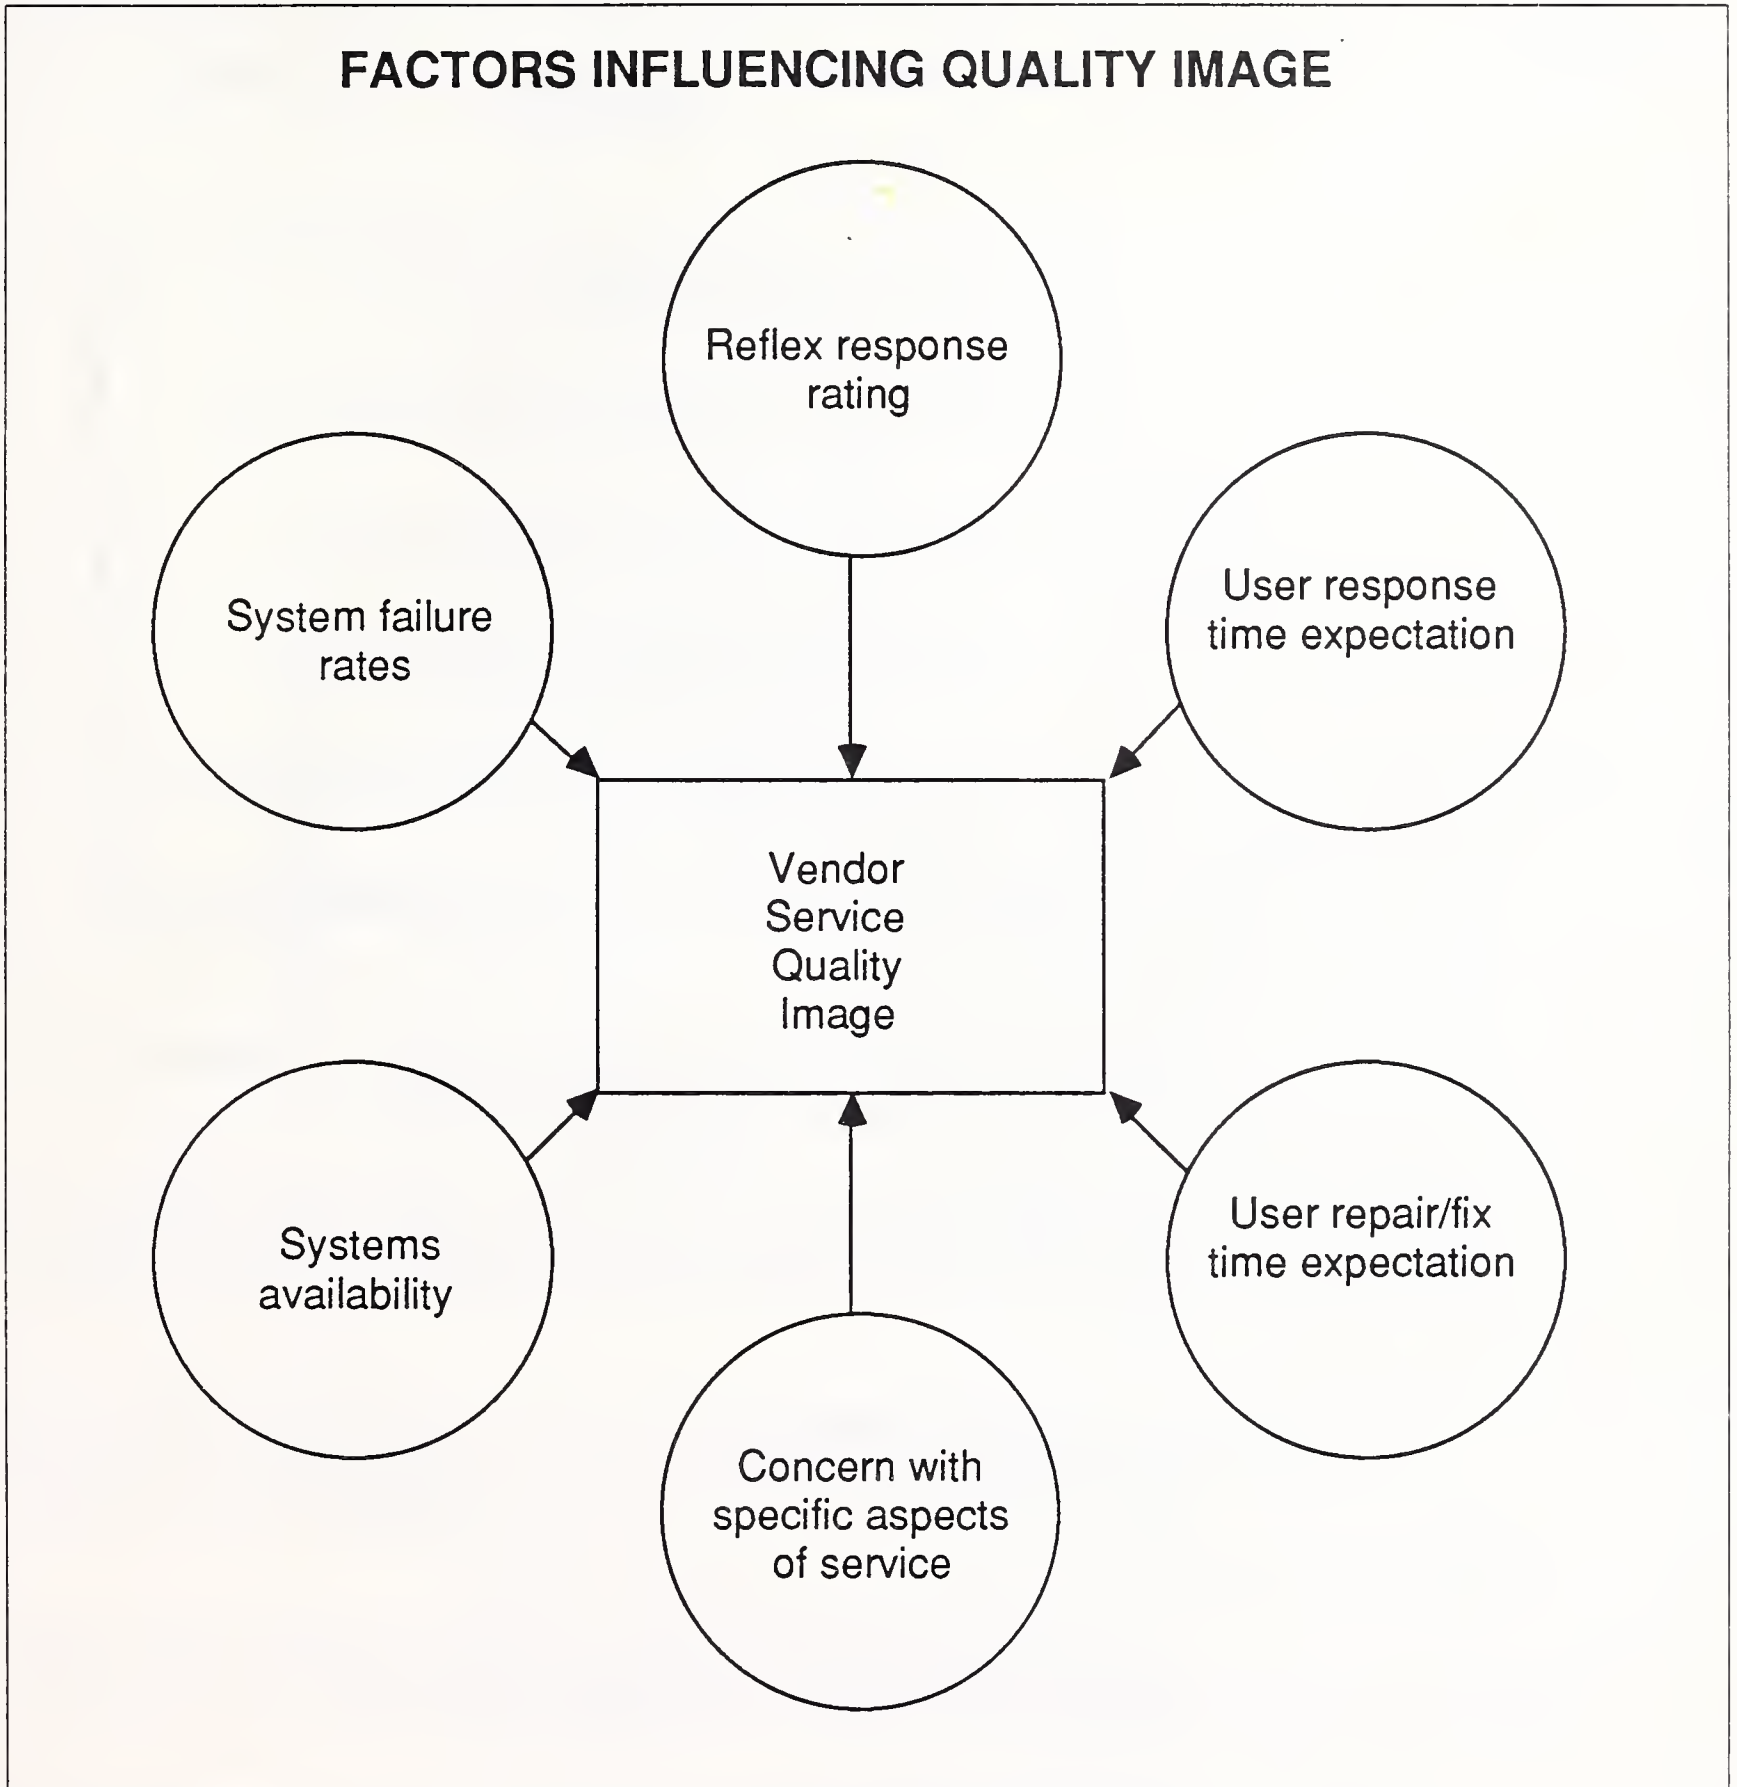 FACTORS INFLUENCING QUALITY IMAGE
Reflex response
rating
System failure
rates
User response
time expectation
Vendor
Service
Quality
Image
Systems
availability
User repair/fix
time expectation
Concern with
specific aspects
of service